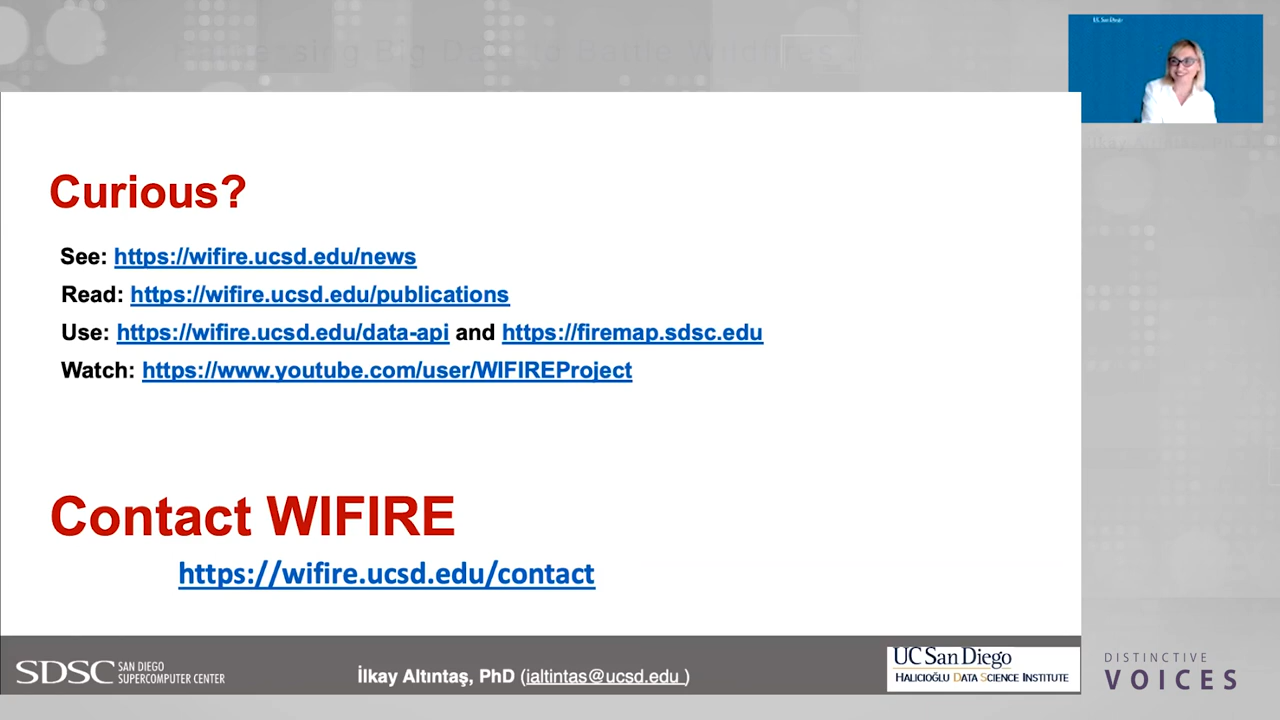 UC San Diego
Curious?
See: https://wifire.ucsd.edu/news
Read: https://wifire.ucsd.edu/publications
Use: https://wifire.ucsd.edu/data-api and https://firemap.sdsc.edu
Watch: https://www.youtube.com/user/WIFIREProject
Contact WIFIRE
https://wifire.ucsd.edu/contact
SDSC SAN DIEGO
SUPERCOMPUTER CENTER
İlkay Altıntaş, PhD (ialtintas@ucsd.edu )
UC San Diego
HALICIOĞLU DATA SCIENCE INSTITUTE
DISTINCTIVE
VOICES